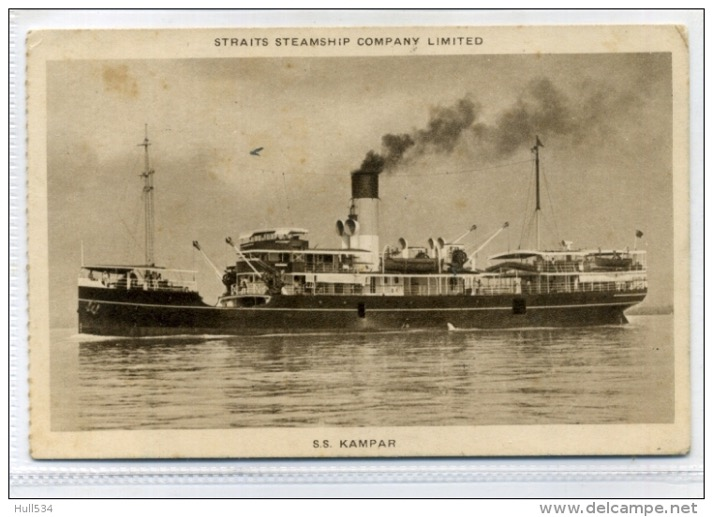 STRAITS STEAMSHIP COMPANY LIMITED
S.S. KAMPAR
Hull534
www.delcampe.net